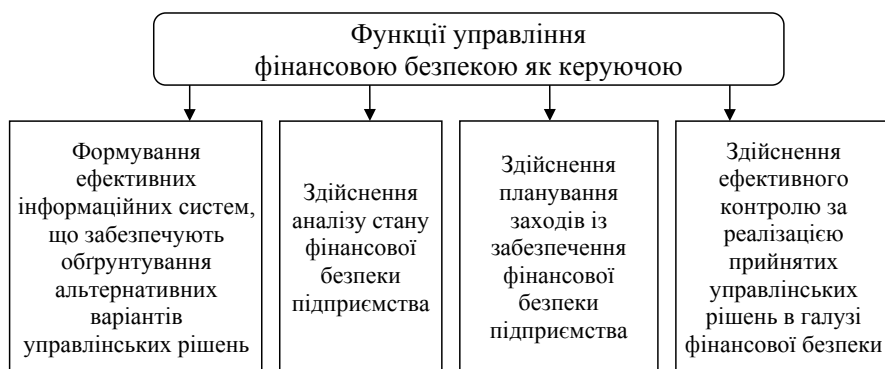 Функції управління
фінансовою безпекою як керуючою
Формування
ефективних
інформаційних систем,
що забезпечують
обґрунтування
альтернативних
варіантів
управлінських рішень
Здійснення
аналізу стану
фінансової
безпеки
підприємства
Здійснення
планування
заходів із
забезпечення
фінансової
безпеки
підприємства
Здійснення
ефективного
контролю за
реалізацією
прийнятих
управлінських
рішень в галузі
фінансової безпеки